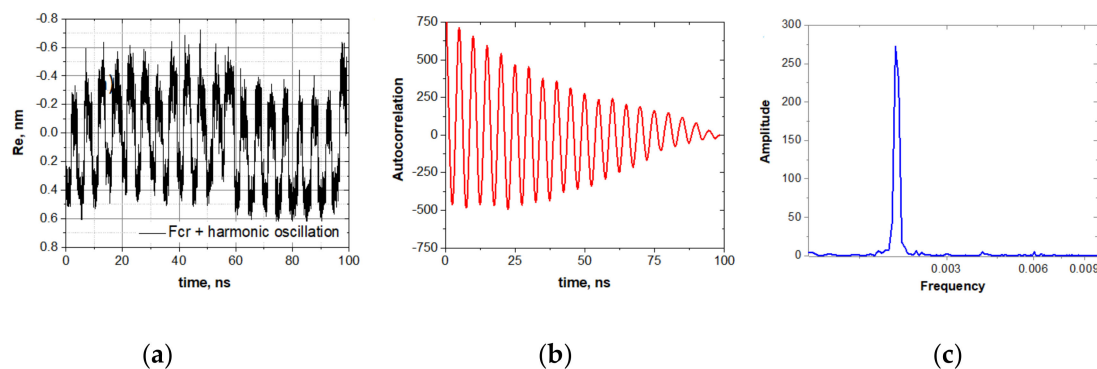 -0.8
-0.6
-0.4
-0.2
0.0
0.2
0.4
0.6
0.8
Re, nm
Fcr + harmonic oscillation
0 20 40 60 80 100
time, ns
750
500
250
0
-250
-500
-750
Autocorrelation
0 25 50 75 100
time, ns
300
250
200
150
100
50
0
Amplitude
0.003 0.006 0.009
Frequency
(a) (b) (c)